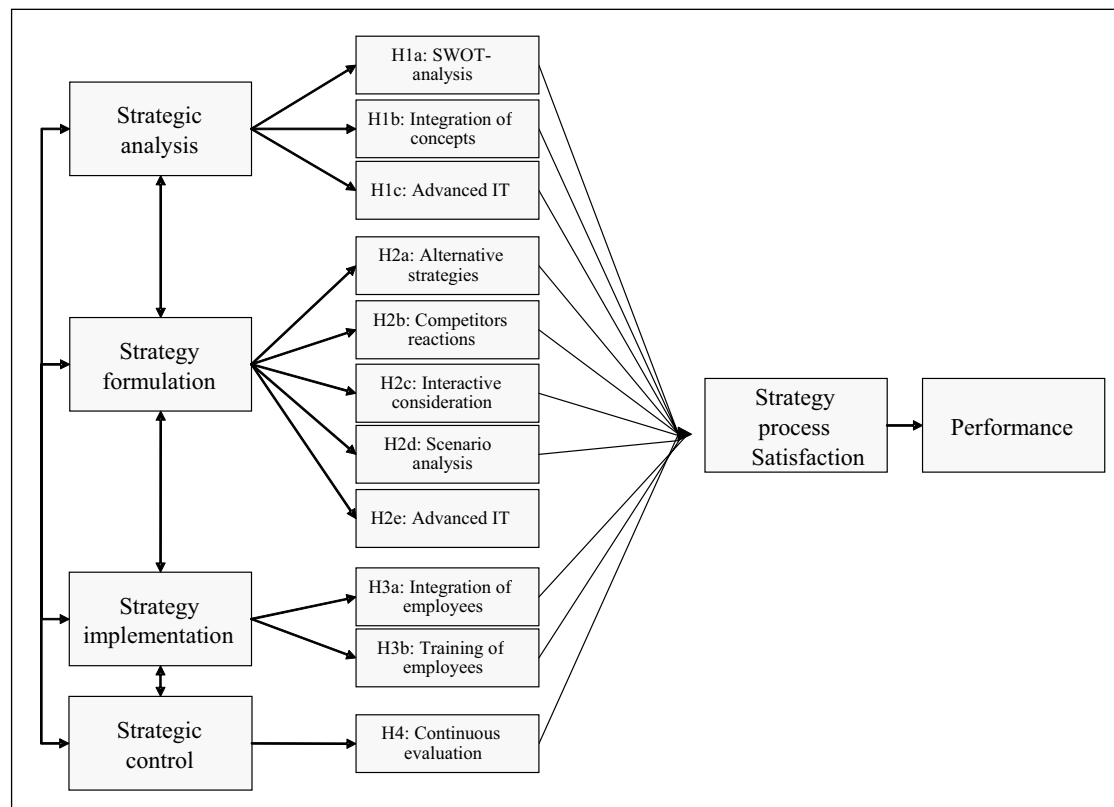 Strategic
analysis
H1a: SWOT-
analysis
H1b: Integration of
concepts
H1c: Advanced IT
Strategy
formulation
H2a: Alternative
strategies
H2b: Competitors
reactions
H2c: Interactive
consideration
H2d: Scenario
analysis
H2e: Advanced IT
Strategy
implementation
H3a: Integration of
employees
H3b: Training of
employees
Strategic
control
H4: Continuous
evaluation
Strategy
process
Satisfaction
Performance